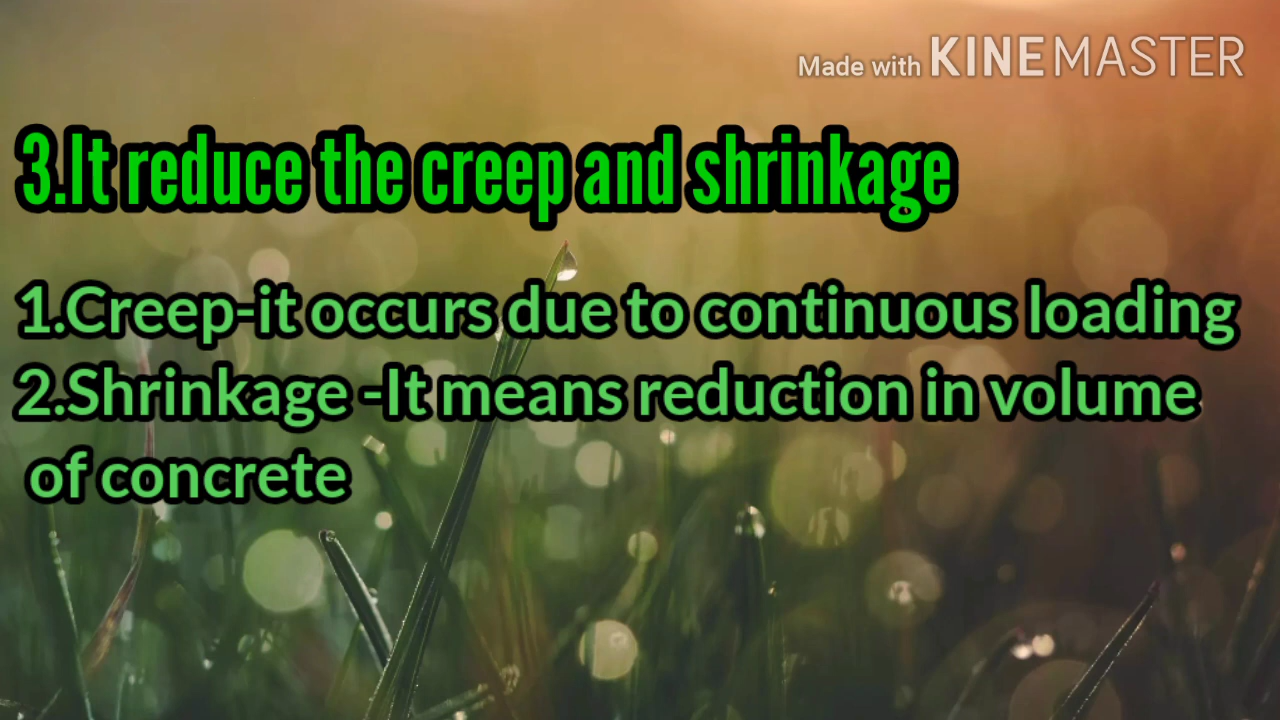 Made with KINEMASTER
3.It reduce the creep and shrinkage
1.Creep-it occurs due to continuous loading
2.Shrinkage -It means reduction in volume
of concrete